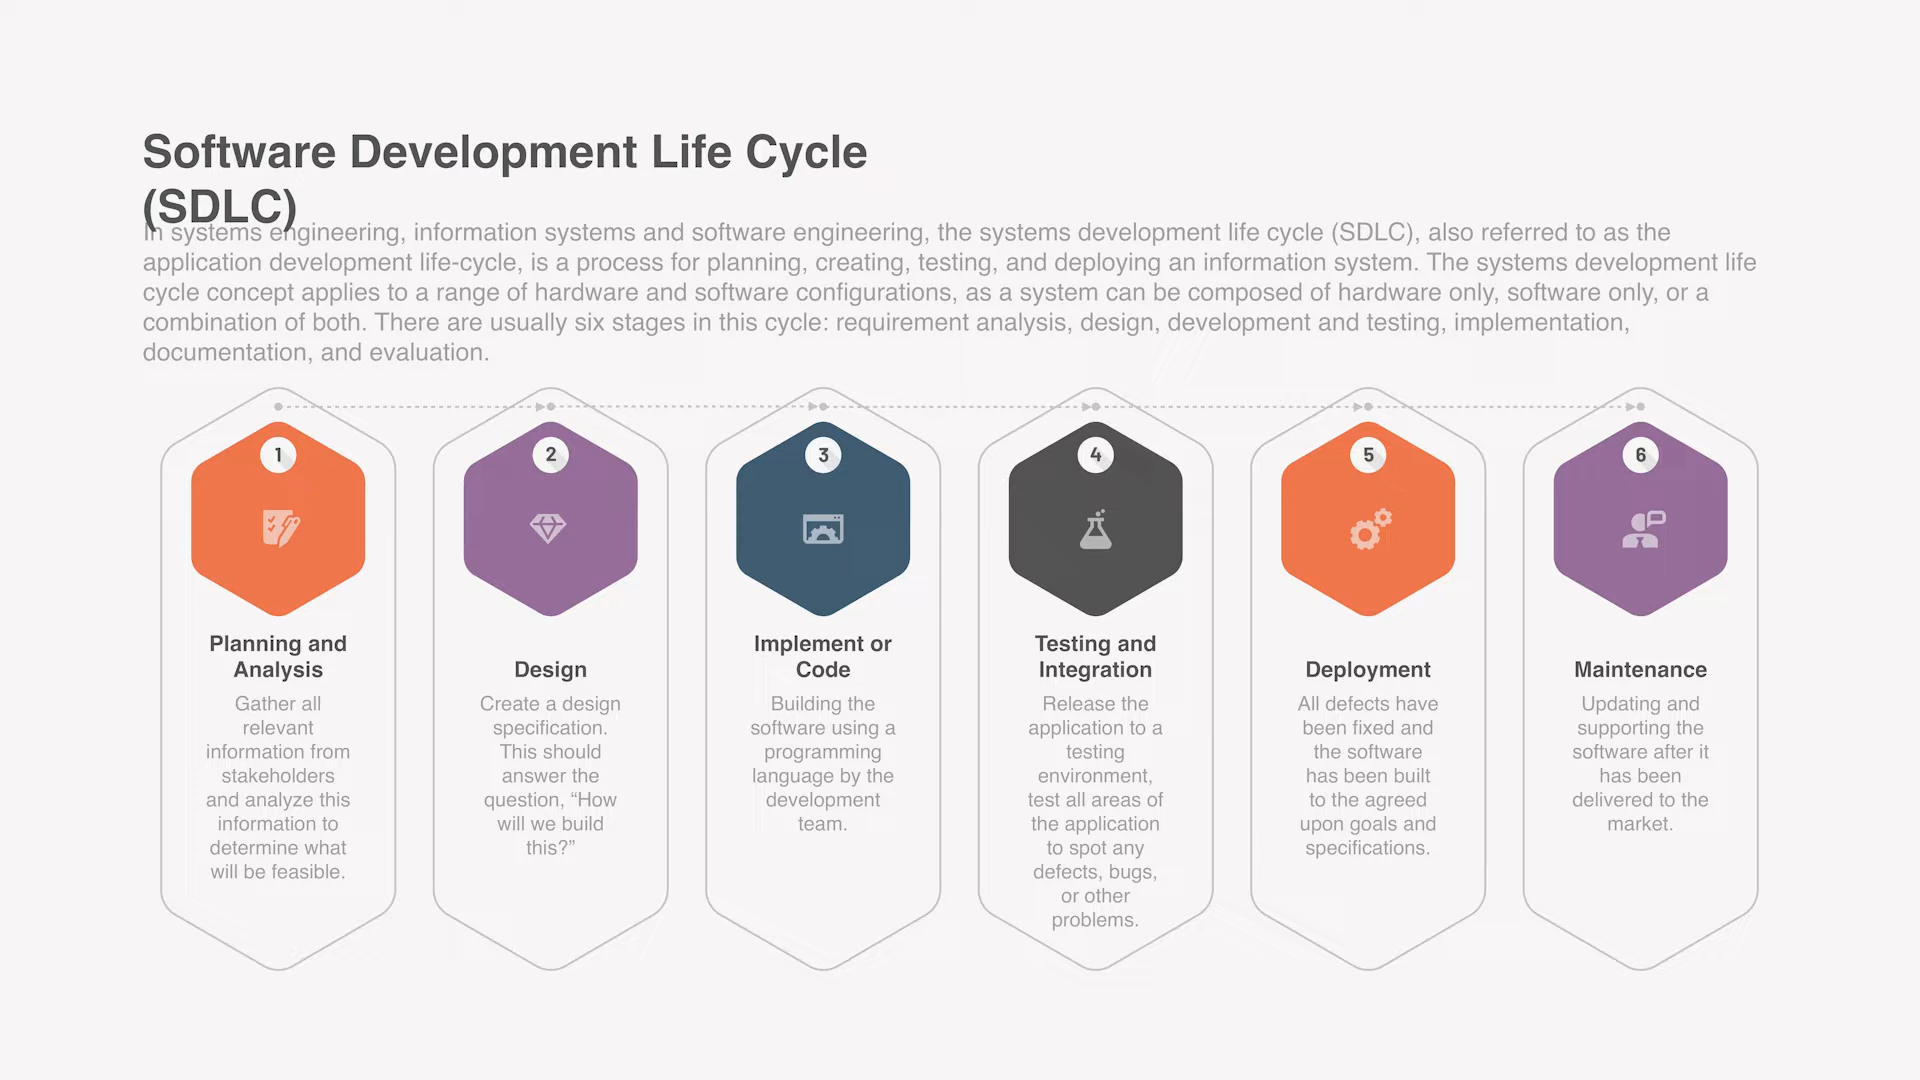 Software Development Life Cycle
(SDLC)
In systems engineering, information systems and software engineering, the systems development life cycle (SDLC), also referred to as the
application development life-cycle, is a process for planning, creating, testing, and deploying an information system. The systems development life
cycle concept applies to a range of hardware and software configurations, as a system can be composed of hardware only, software only, or a
combination of both. There are usually six stages in this cycle: requirement analysis, design, development and testing, implementation,
documentation, and evaluation.
1
Planning and
Analysis
Gather all
relevant
information from
stakeholders
and analyze this
information to
determine what
will be feasible.
2
Design
Create a design
specification.
This should
answer the
question, “How
will we build
this?”
3
Implement or
Code
Building the
software using a
programming
language by the
development
team.
4
Testing and
Integration
Release the
application to a
testing
environment,
test all areas of
the application
to spot any
defects, bugs,
or other
problems.
5
Deployment
All defects have
been fixed and
the software
has been built
to the agreed
upon goals and
specifications.
6
Maintenance
Updating and
supporting the
software after it
has been
delivered to the
market.